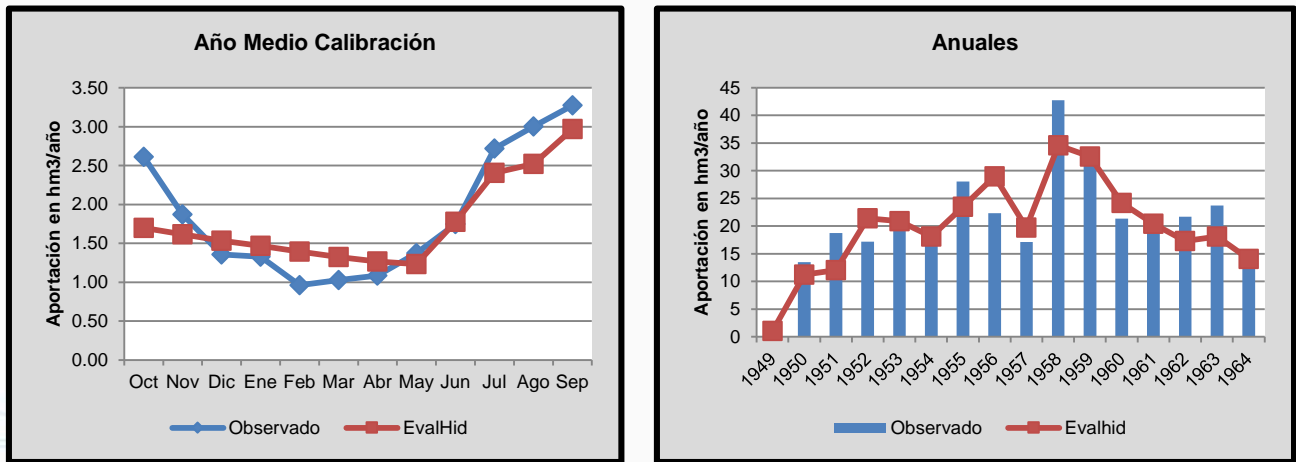 Año Medio Calibración
Aportación en hm3/año
3.50
3.00
2.50
2.00
1.50
1.00
0.50
0.00
Oct Nov Dic Ene Feb Mar Abr May Jun Jul Ago Sep
Observado EvalHid
Anuales
Aportación en hm3/año
45
40
35
30
25
20
15
10
5
0
1949 1950 1951 1952 1953 1954 1955 1956 1957 1958 1959 1960 1961 1962 1963 1964
Observado Evalhid